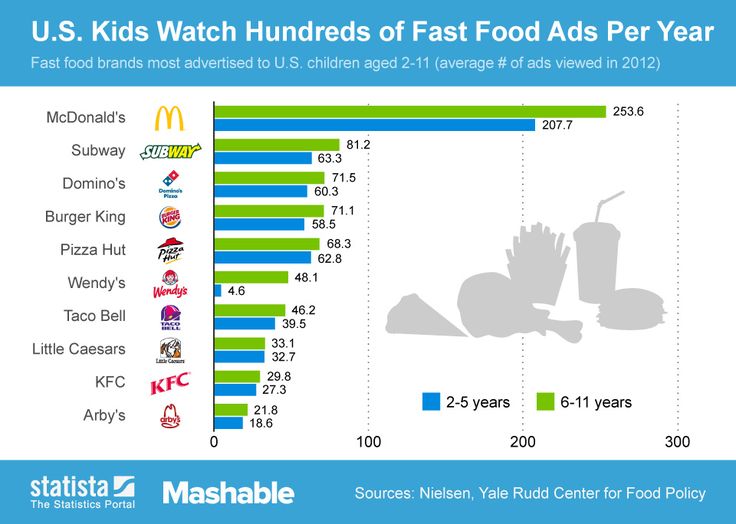 U.S. Kids Watch Hundreds of Fast Food Ads Per Year
Fast food brands most advertised to U.S. children aged 2-11 (average # of ads viewed in 2012)
McDonald's 253.6
207.7
Subway SUBWAY 81.2
63.3
Domino's Domino's Pizza 71.5
60.3
Burger King BURGER KING 71.1
58.5
Pizza Hut Pizza Hut 68.3
62.8
Wendy's Wendy's 48.1
4.6
Taco Bell TACO BELL 46.2
39.5
Little Caesars Little Caesars 33.1
32.7
KFC KFC 29.8
27.3
Arby's arby's 21.8
18.6
2-5 years 6-11 years
0 100 200 300
statista
The Statistics Portal
Mashable
Sources: Nielsen, Yale Rudd Center for Food Policy